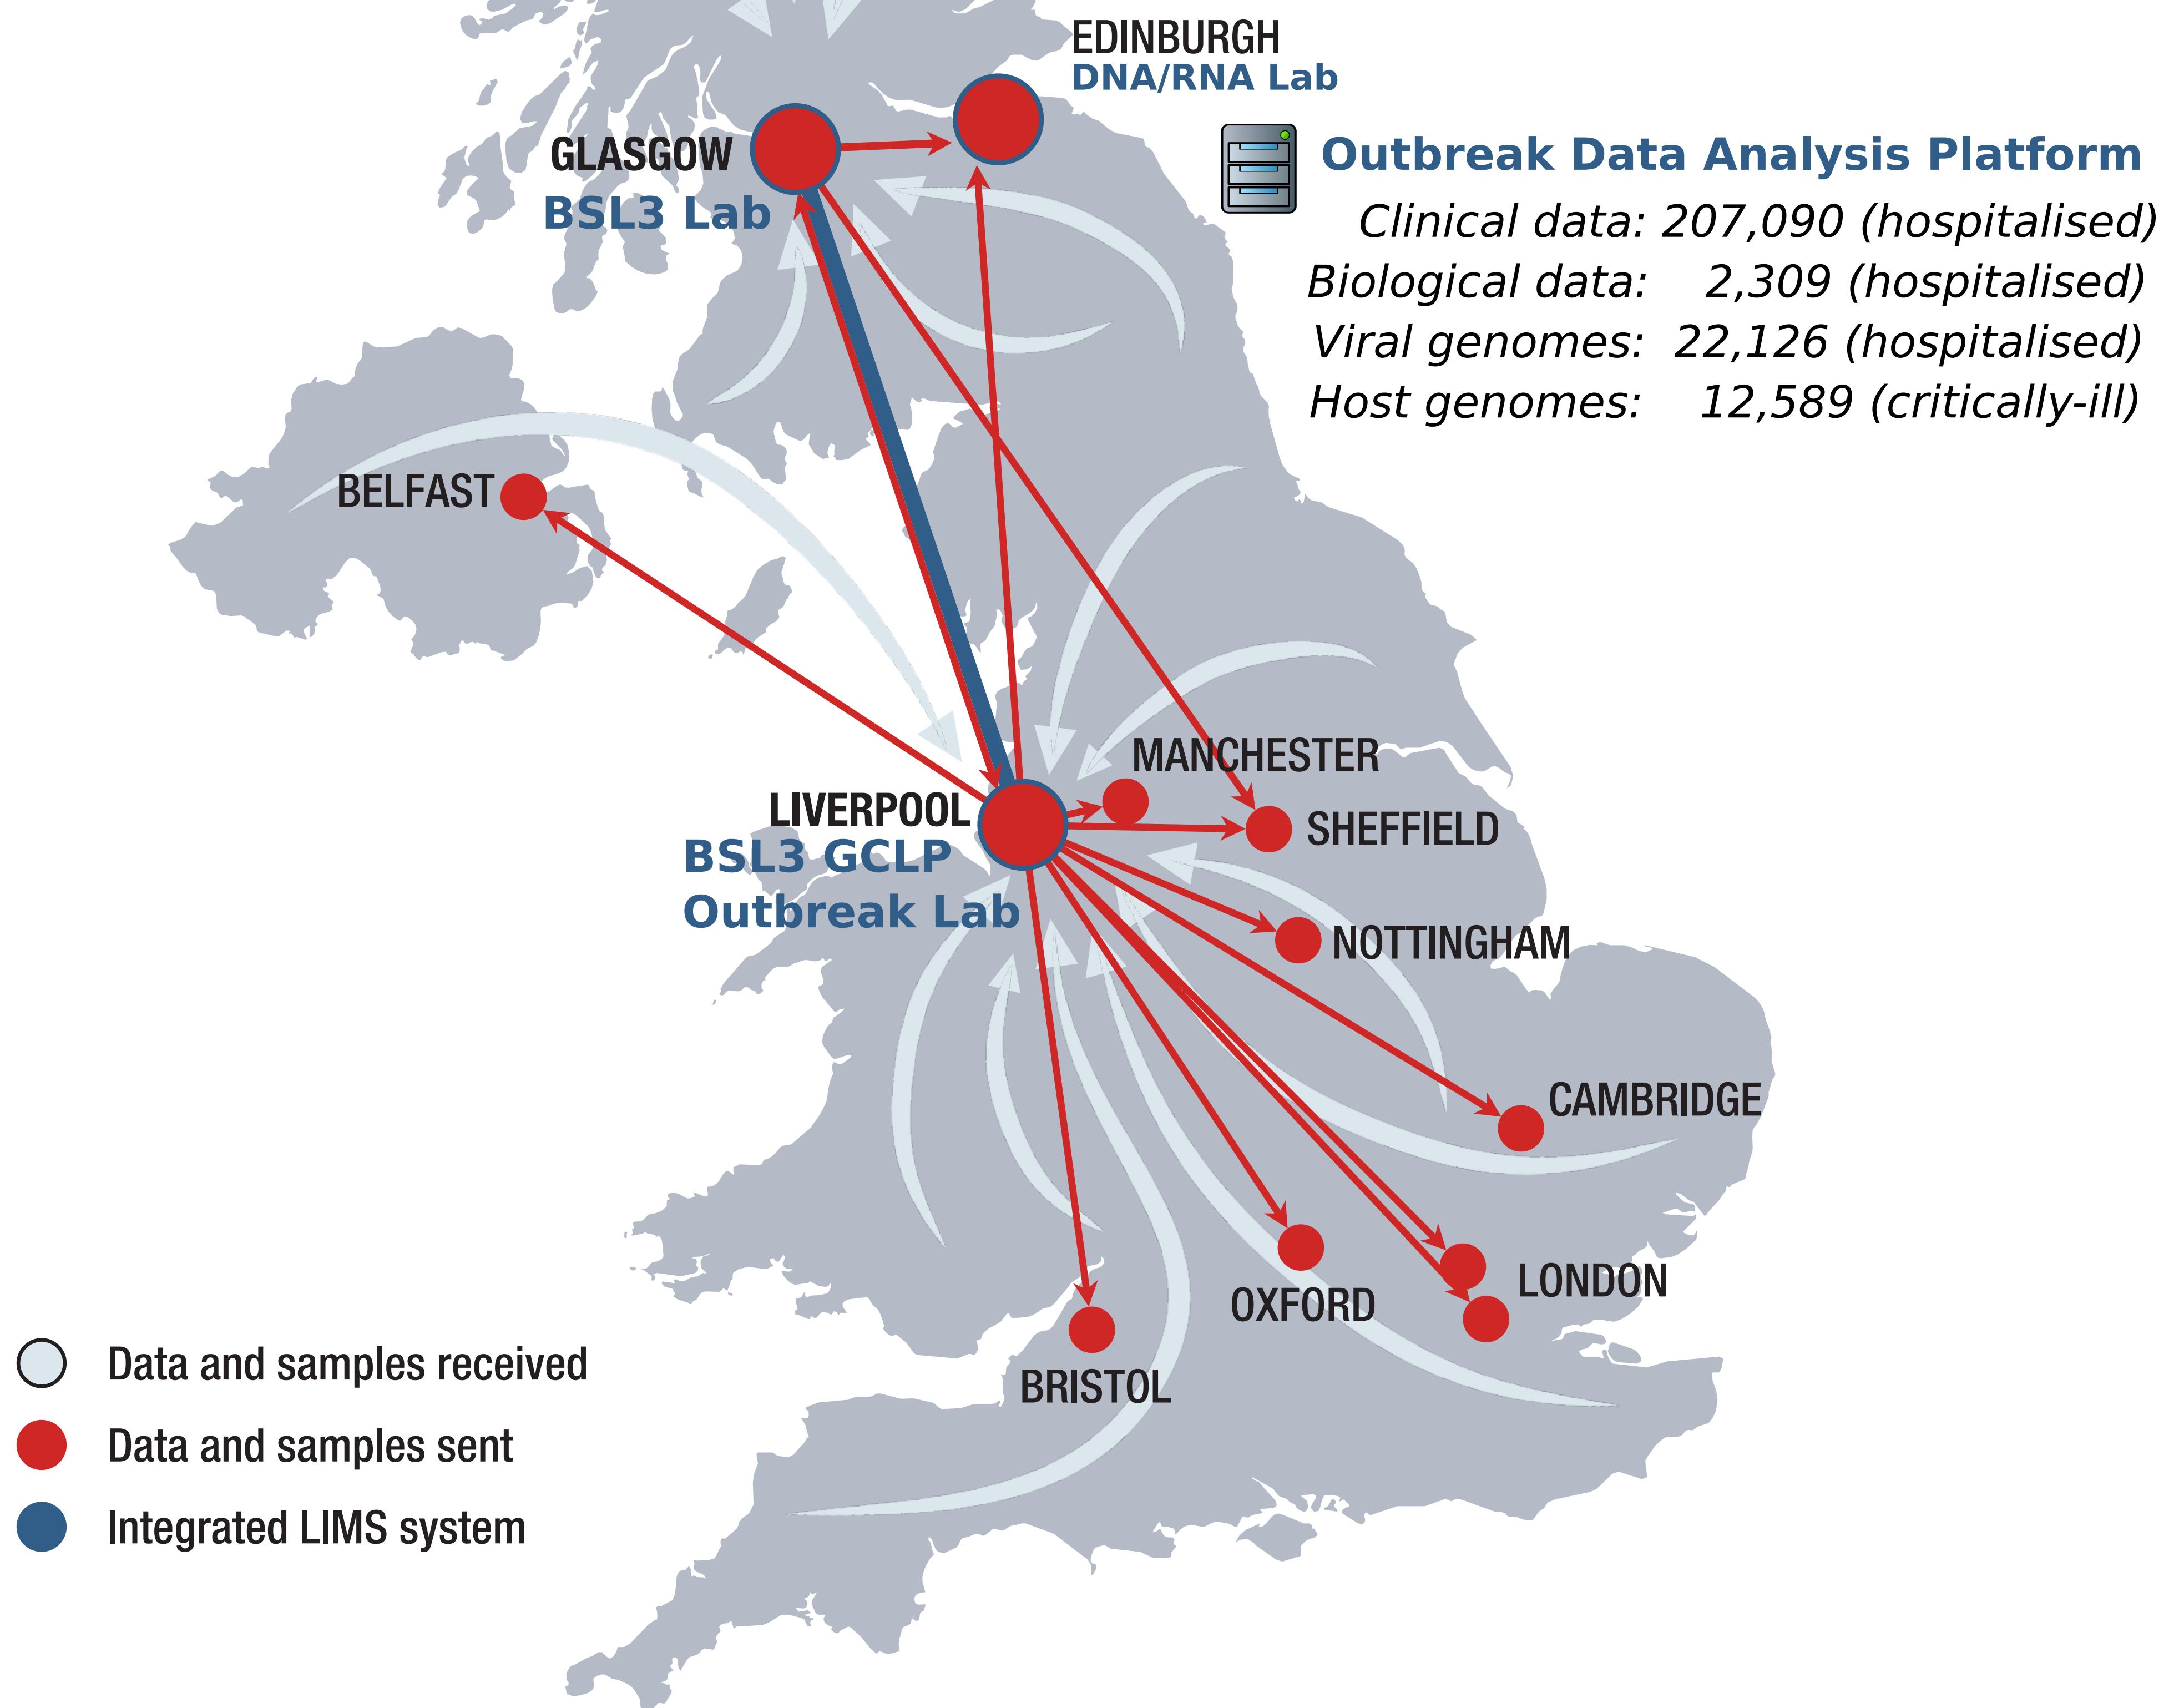 EDINBURGH
DNA/RNA Lab
GLASGOW
BSL3 Lab
Outbreak Data Analysis Platform
Clinical data: 207,090 (hospitalised)
Biological data: 2,309 (hospitalised)
Viral genomes: 22,126 (hospitalised)
Host genomes: 12,589 (critically-ill)
BELFAST
MANCHESTER
LIVERPOOL
BSL3 GCLP
Outbreak Lab
SHEFFIELD
NOTTINGHAM
CAMBRIDGE
LONDON
OXFORD
BRISTOL
Data and samples received
Data and samples sent
Integrated LIMS system